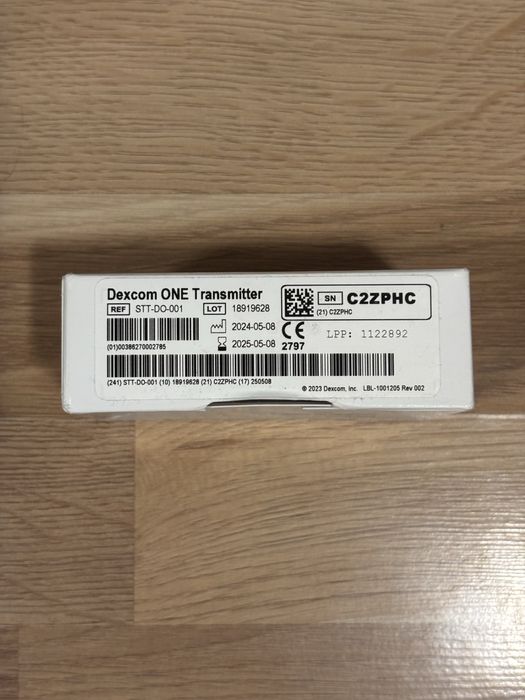 Dexcom ONE Transmitter
REF STT-DO-001 LOT 18919628
2024-05-08
2025-05-08
(01)00386270002785
SN C2ZPHC
(21) C2ZPHC
CE 2797
LPP: 1122892
(241) STT-DO-001 (10) 18919628 (21) C2ZPHC (17) 250508
© 2023 Dexcom, Inc. LBL-1001205 Rev 002